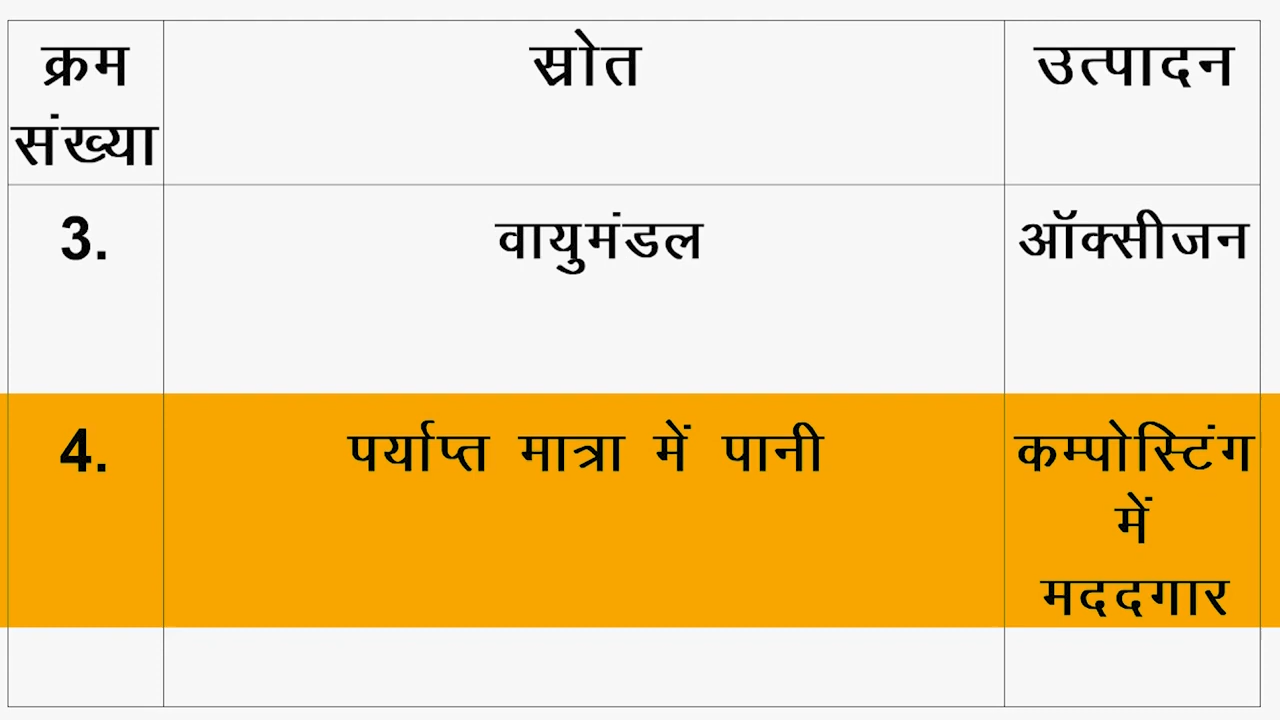 क्रम संख्या स्रोत उत्पादन
3. वायुमंडल ऑक्सीजन
4. पर्याप्त मात्रा में पानी कम्पोस्टिंग
में
मददगार